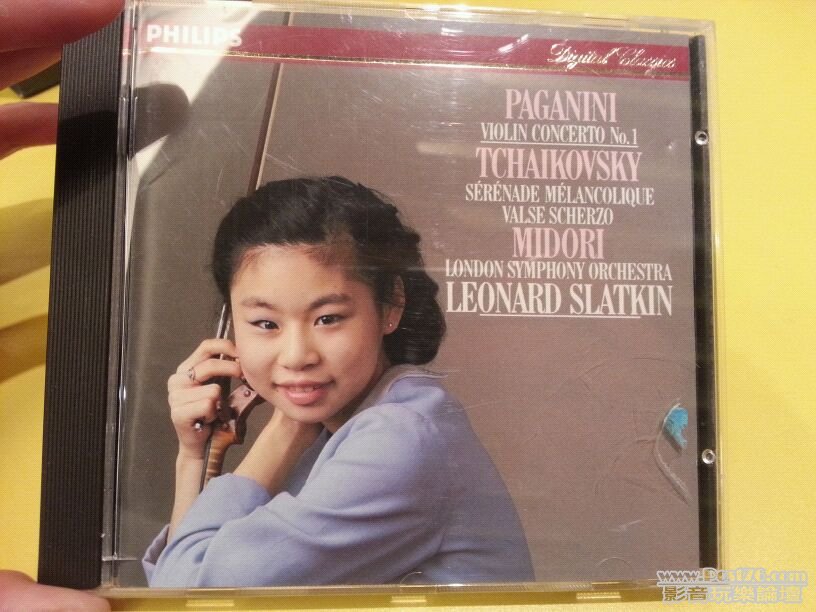 PHILIPS
Digital Classics
PAGANINI
VIOLIN CONCERTO No.1
TCHAIKOVSKY
SÉRÉNADE MÉLANCOLIQUE
VALSE SCHERZO
MIDORI
LONDON SYMPHONY ORCHESTRA
LEONARD SLATKIN
影音玩樂論壇